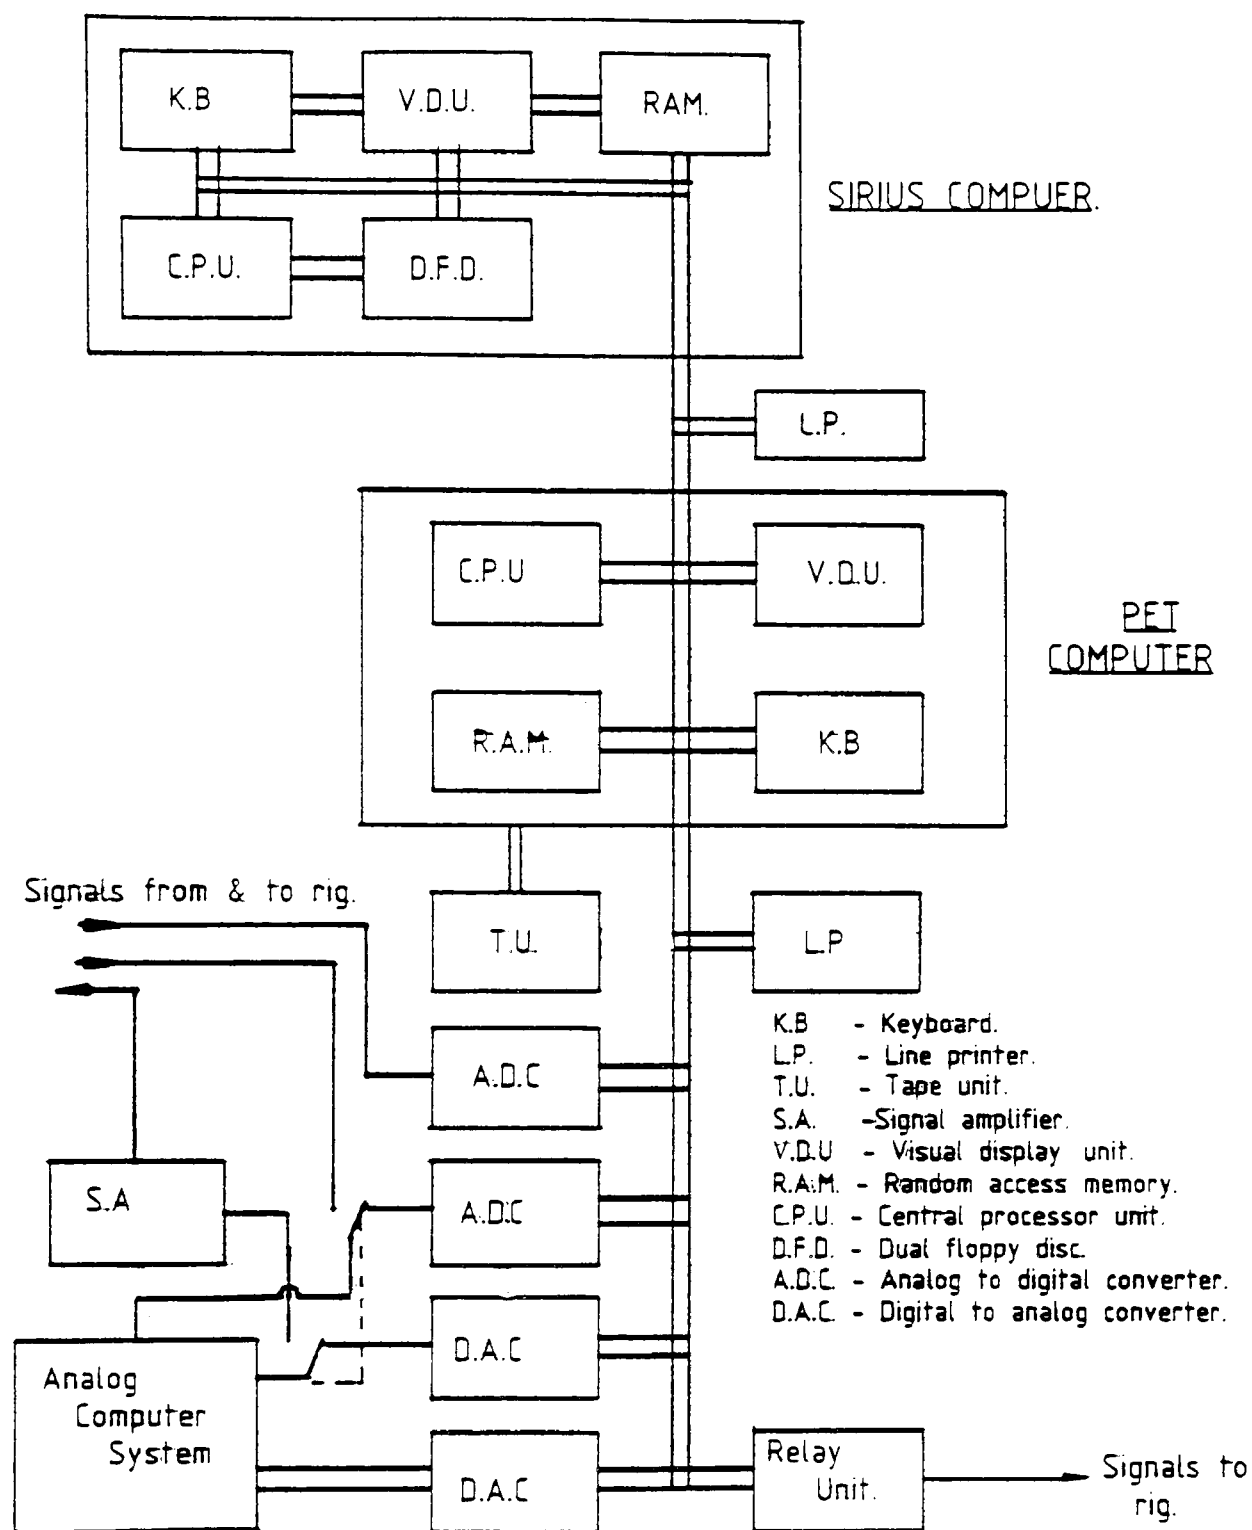 K.B
V.D.U.
RAM.
C.P.U.
D.F.D.
SIRIUS COMPUER.
L.P.
C.P.U
V.D.U.
R.A.M.
K.B
PET
COMPUTER
Signals from & to rig.
T.U.
L.P
A.D.C
S.A
A.D.C
D.A.C
Analog
Computer
System
D.A.C
Relay
Unit.
Signals to
rig.
K.B - Keyboard.
L.P. - Line printer.
T.U. - Tape unit.
S.A. -Signal amplifier.
V.D.U - Visual display unit.
R.A.M. - Random access memory.
C.P.U. - Central processor unit.
D.F.D. - Dual floppy disc.
A.D.C. - Analog to digital converter.
D.A.C. - Digital to analog converter.